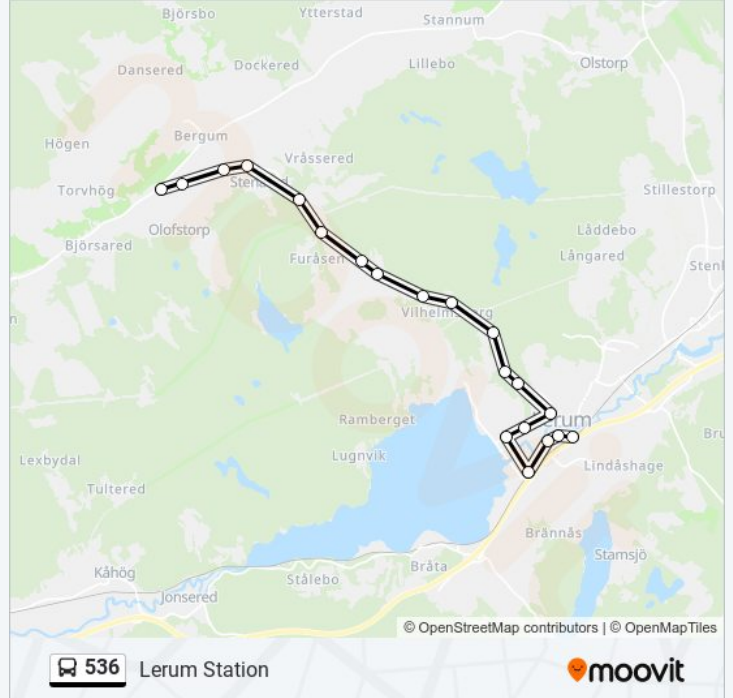 Björsbo
Ytterstad
Stannum
Dansered
Dockered
Lillebo
Olstorp
Bergum
Högen
Vråssered
Torvhög
Stillestorp
Olofstorp
Låddebo
Björsared
Långared
Furåsen
Ramberget
Lugnvik
Lexbydal
Lindåshage
Tultered
Brännås
Stamsjö
Bråta
Kåhög
Stålebo
Jonsered
© OpenStreetMap contributors | © OpenMapTiles
536 Lerum Station
moovit